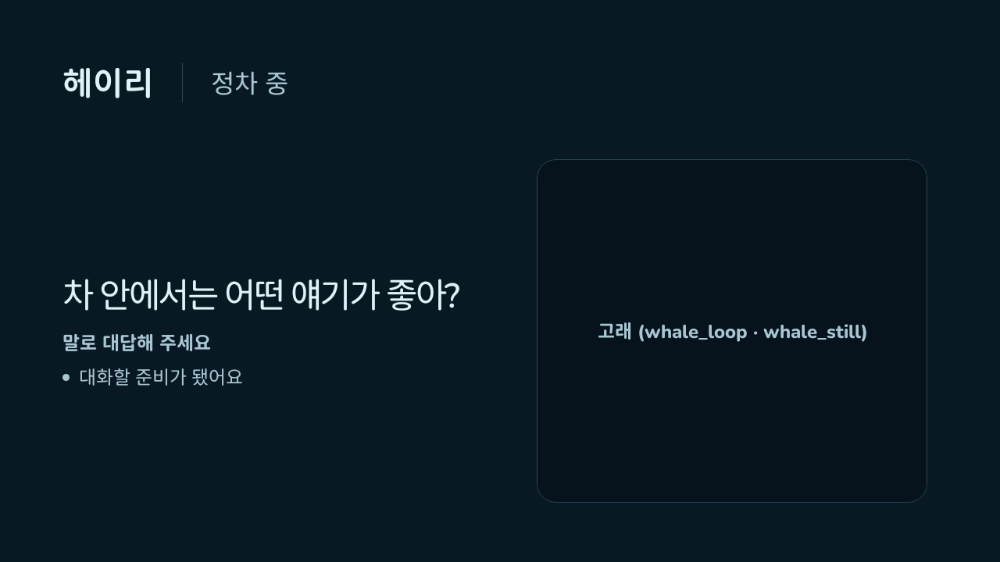 헤이리
정차 중
차 안에서는 어떤 얘기가 좋아?
말로 대답해 주세요
• 대화할 준비가 됐어요
고래 (whale_loop · whale_still)